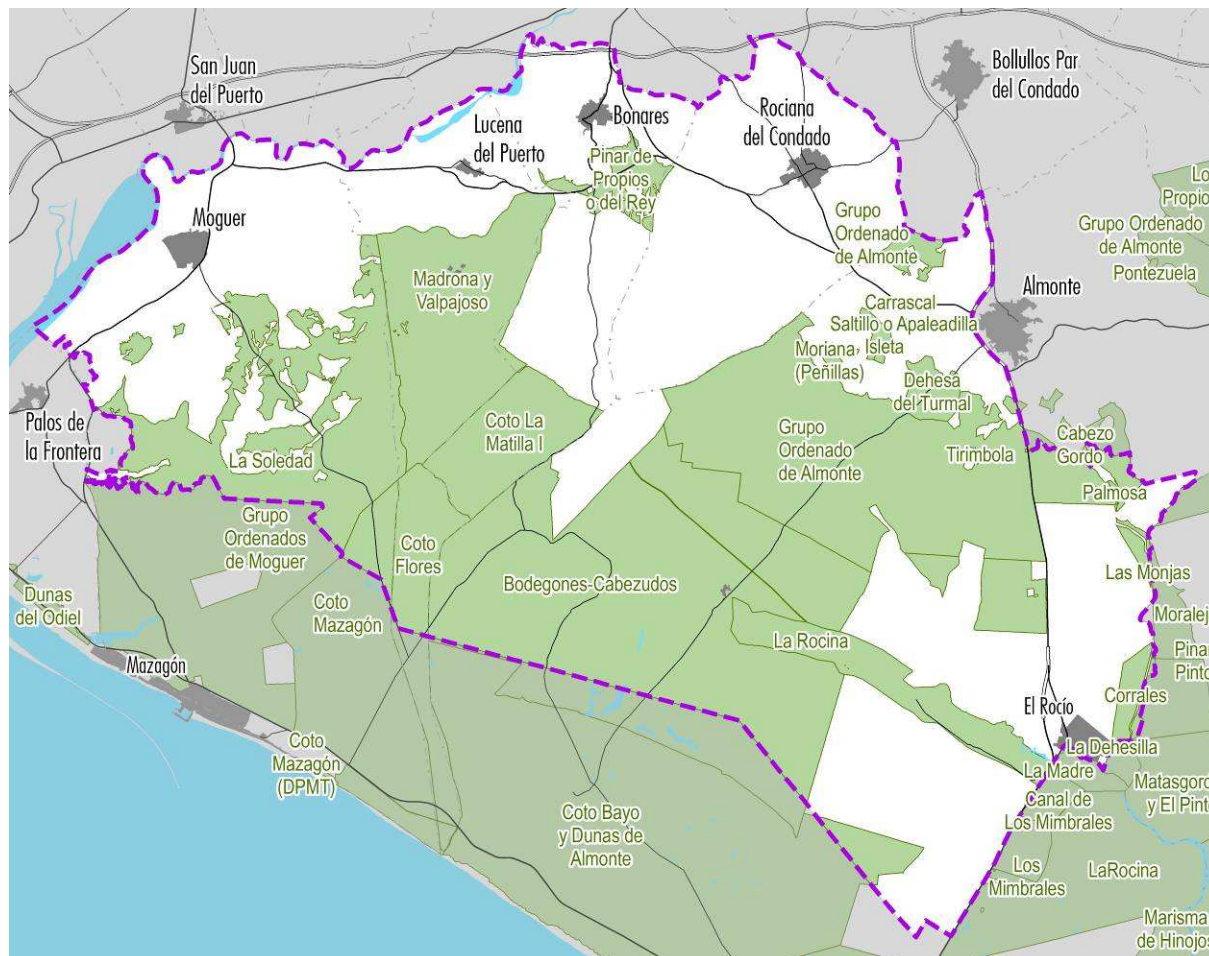 San Juan
del Puerto
Bollullos Par.
del Condado
Bonares
Rociana
del Condado
Lucena
del Puerto
Pinar de
Propios
o del Rey
Moguer
Grupo
Ordenado
de Almonte
Grupo Ordenado
de Almonte
Pontezuela
Madrona y
Valpajoso
Almonte
Carrascal
Saltillo o Apaleadilla
Isleta
Moriana,
(Peñillas)
Dehesa
del Turmal
Palos de
la Frontera
Coto La
Matilla I
Grupo
Ordenado
de Almonte
Cabezo
Gordo
Tirimbola
La Soledad
Palmosa
Grupo
Ordenados
de Moguer
Coto
Flores
Bodegones-Cabezudos
Las Monjas
Dunas
del Odiel
Coto
Mazagón
La Rocina
Mazagón
Corrales
El Rocío
La Dehesilla
La Madre
Coto
Mazagón
(DPMT)
Canal de
Los Mimbrales
Coto Bayo
y Dunas de
Almonte
Los
Mimbrales
LaRocina
Marisma